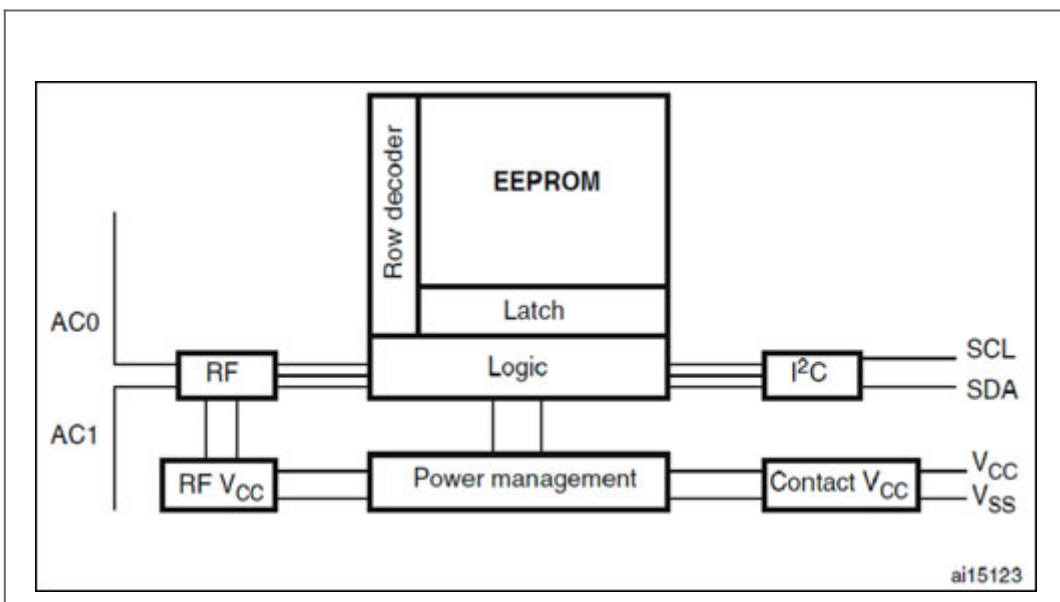 Row decoder
EEPROM
Latch
AC0
RF
Logic
I²C
SCL
SDA
AC1
RF VCC
Power management
Contact VCC
VCC
VSS
ai15123